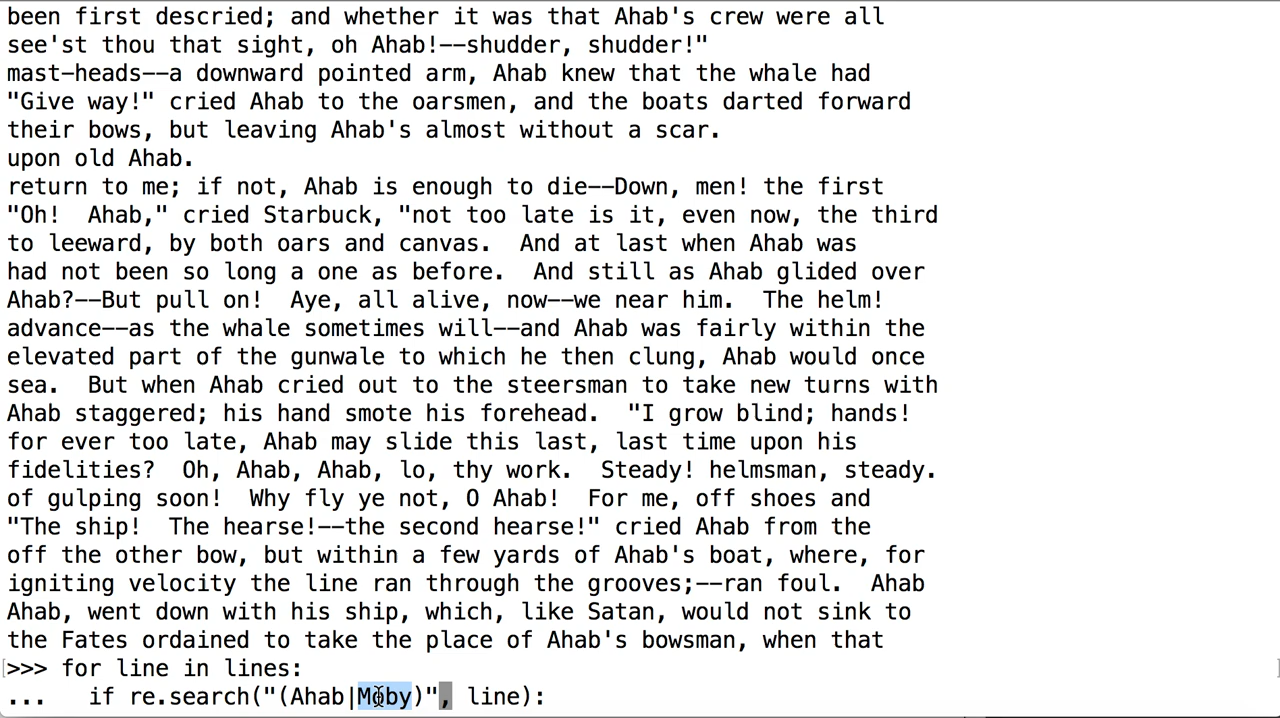 been first descried; and whether it was that Ahab's crew were all
see'st thou that sight, oh Ahab!--shudder, shudder!"
mast-heads--a downward pointed arm, Ahab knew that the whale had
"Give way!" cried Ahab to the oarsmen, and the boats darted forward
their bows, but leaving Ahab's almost without a scar.
upon old Ahab.
return to me; if not, Ahab is enough to die--Down, men! the first
"Oh!  Ahab," cried Starbuck, "not too late is it, even now, the third
to leeward, by both oars and canvas.  And at last when Ahab was
had not been so long a one as before.  And still as Ahab glided over
Ahab?--But pull on!  Aye, all alive, now--we near him.  The helm!
advance--as the whale sometimes will--and Ahab was fairly within the
elevated part of the gunwale to which he then clung, Ahab would once
sea.  But when Ahab cried out to the steersman to take new turns with
Ahab staggered; his hand smote his forehead.  "I grow blind; hands!
for ever too late, Ahab may slide this last, last time upon his
fidelities?  Oh, Ahab, Ahab, lo, thy work.  Steady! helmsman, steady.
of gulping soon!  Why fly ye not, O Ahab!  For me, off shoes and
"The ship!  The hearse!--the second hearse!" cried Ahab from the
off the other bow, but within a few yards of Ahab's boat, where, for
igniting velocity the line ran through the grooves;--ran foul.  Ahab
Ahab, went down with his ship, which, like Satan, would not sink to
the Fates ordained to take the place of Ahab's bowsman, when that
[>>> for line in lines:                                                ]
...   if re.search("(Ahab|Moby)", line):